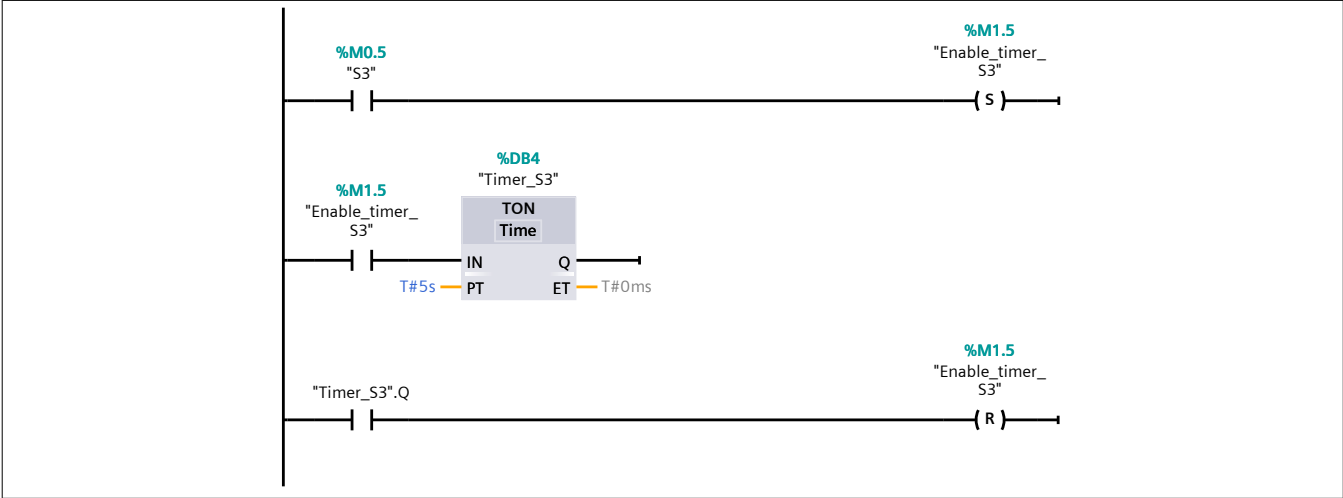 %M0.5
"S3"
%M1.5
"Enable_timer_
S3"
( S )
%DB4
"Timer_S3"
%M1.5
"Enable_timer_
S3"
TON
Time
IN Q
T#5s PT ET T#0ms
%M1.5
"Enable_timer_
S3"
"Timer_S3".Q
( R )